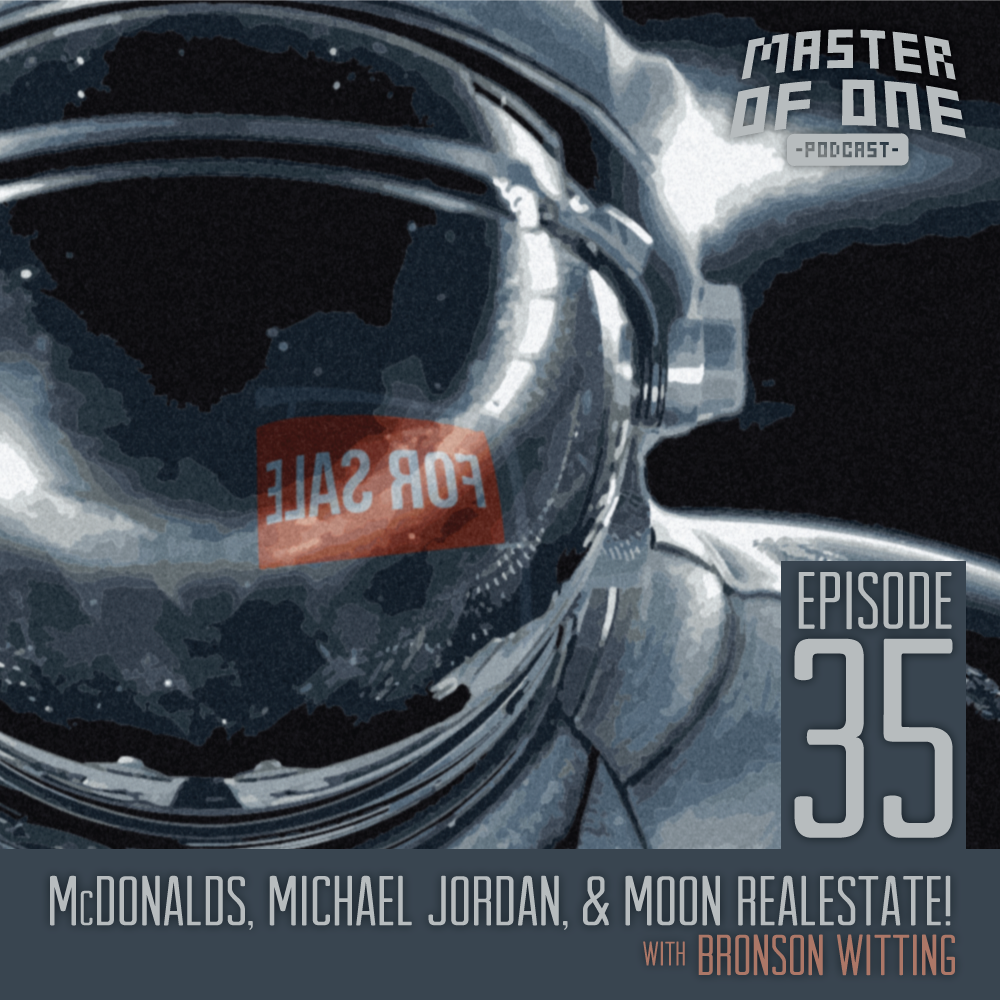 MASTER
OF ONE
-PODCAST-
FOR SALE
EPISODE
35
McDONALDS, MICHAEL JORDAN, & MOON REALESTATE!
WITH BRONSON WITTING